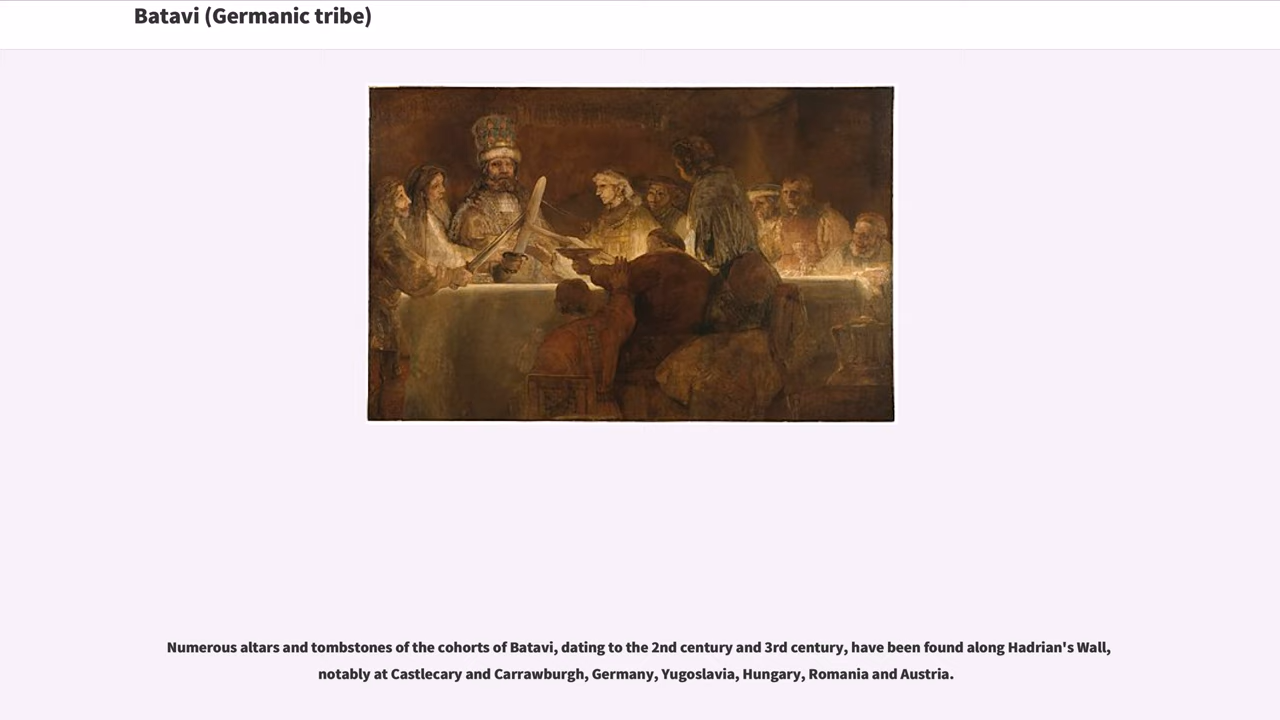 Batavi (Germanic tribe)
Numerous altars and tombstones of the cohorts of Batavi, dating to the 2nd century and 3rd century, have been found along Hadrian's Wall,
notably at Castlecary and Carrawburgh, Germany, Yugoslavia, Hungary, Romania and Austria.